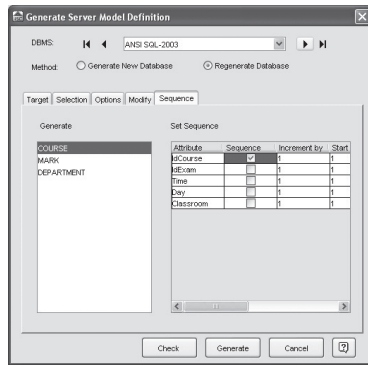 Generate Server Model Definition
DBMS: ANSI SQL-2003
Method: Generate New Database Regenerate Database
Target Selection Options Modify Sequence
Generate Set Sequence
COURSE
MARK
DEPARTMENT
Attribute Sequence Increment by Start
IdCourse 1 1
IdExam 1 1
Time 1 1
Day 1 1
Classroom 1 1
Check Generate Cancel ?